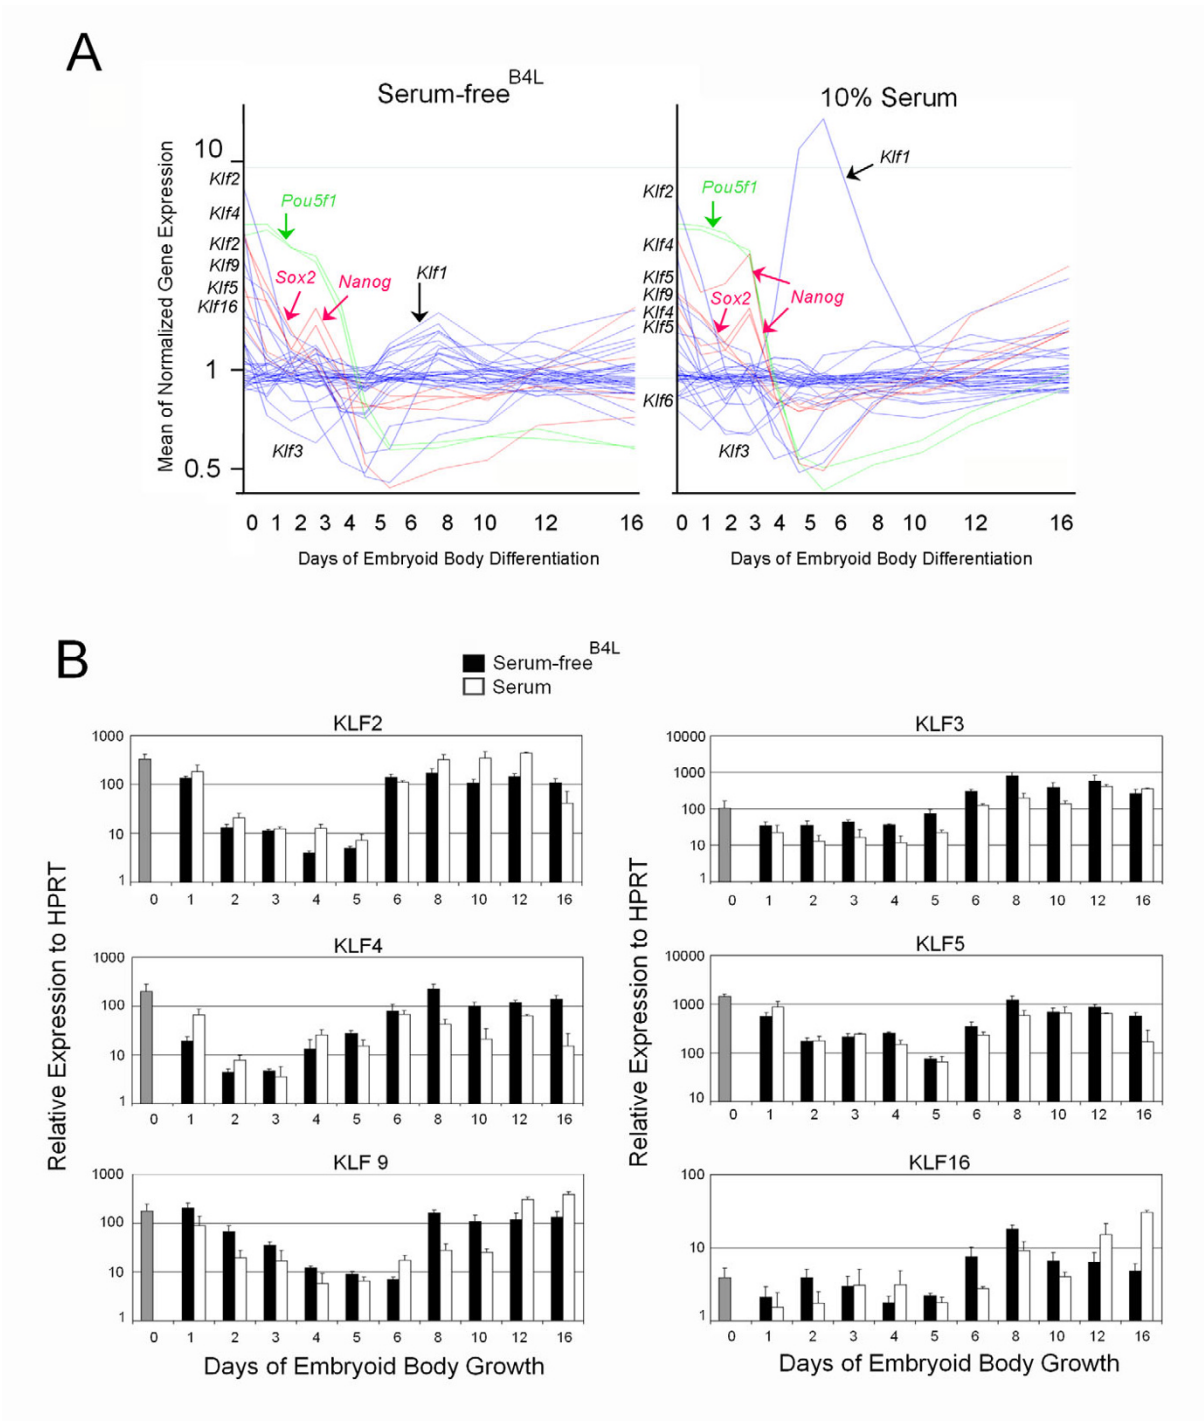 A
Serum-free B4L
10% Serum
Mean of Normalized Gene Expression
10
1
0.5
Klf2
Klf4
Klf2
Klf9
Klf5
Klf16
Pou5f1
Sox2
Nanog
Klf1
Klf3
0 1 2 3 4 5 6 8 10 12 16
Days of Embryoid Body Differentiation
Klf2
Klf4
Klf5
Klf9
Klf4
Klf5
Klf6
Pou5f1
Sox2
Nanog
Klf1
Klf3
0 1 2 3 4 5 6 8 10 12 16
Days of Embryoid Body Differentiation
B
Serum-free B4L
Serum
Relative Expression to HPRT
KLF2
1000
100
10
1
0 1 2 3 4 5 6 8 10 12 16
KLF4
1000
100
10
1
0 1 2 3 4 5 6 8 10 12 16
KLF 9
1000
100
10
1
0 1 2 3 4 5 6 8 10 12 16
Days of Embryoid Body Growth
Relative Expression to HPRT
KLF3
10000
1000
100
10
1
0 1 2 3 4 5 6 8 10 12 16
KLF5
10000
1000
100
10
0 1 2 3 4 5 6 8 10 12 16
KLF16
100
10
1
0 1 2 3 4 5 6 8 10 12 16
Days of Embryoid Body Growth